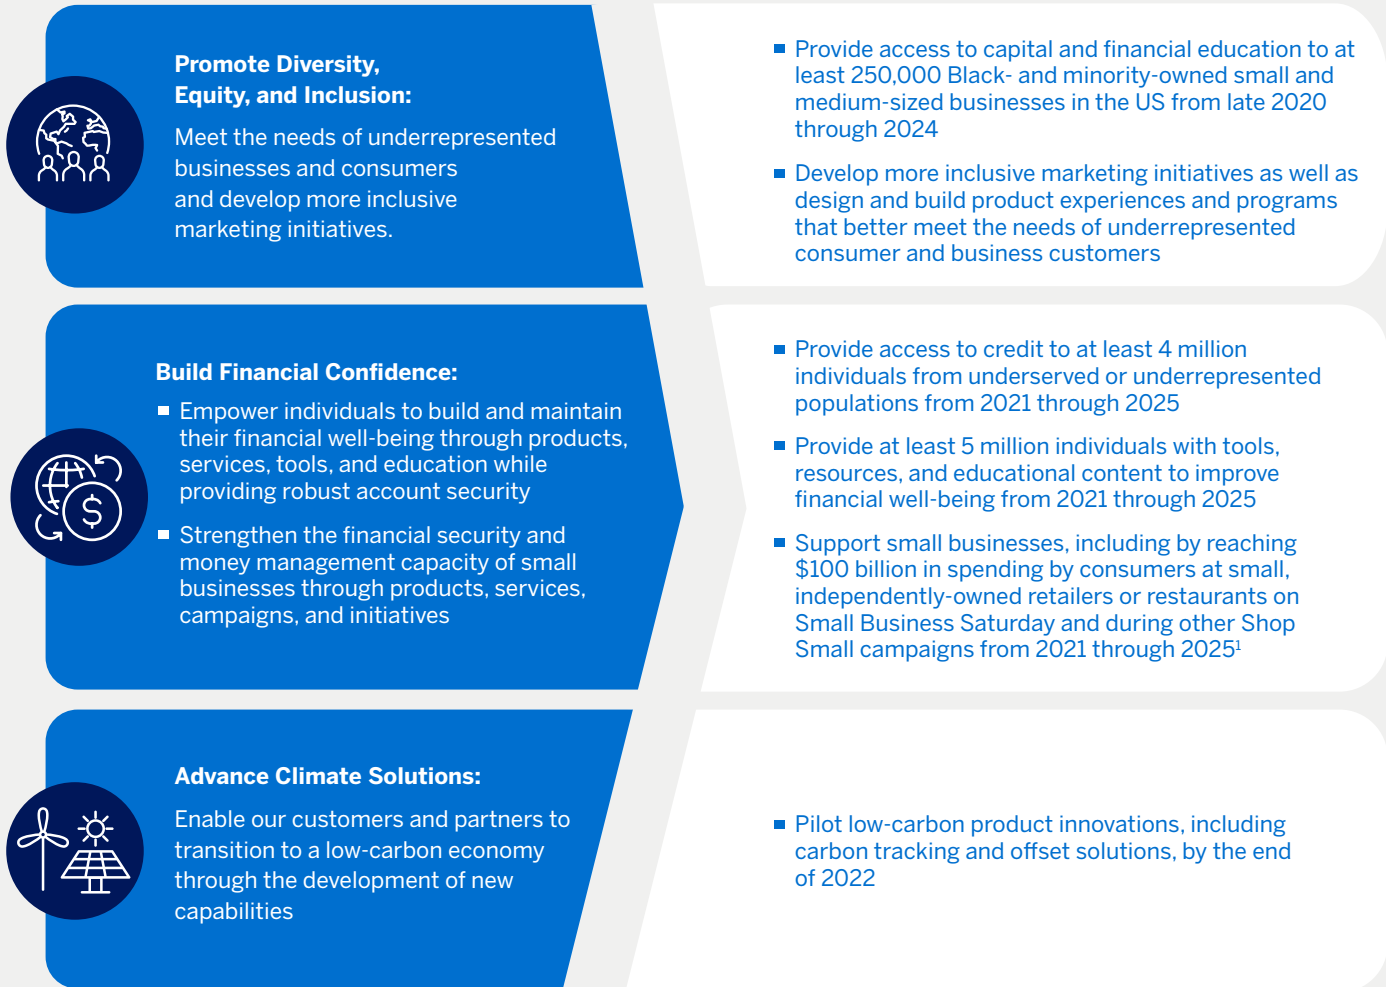 Promote Diversity,
Equity, and Inclusion:
Meet the needs of underrepresented
businesses and consumers
and develop more inclusive
marketing initiatives.
■ Provide access to capital and financial education to at
least 250,000 Black- and minority-owned small and
medium-sized businesses in the US from late 2020
through 2024
■ Develop more inclusive marketing initiatives as well as
design and build product experiences and programs
that better meet the needs of underrepresented
consumer and business customers
Build Financial Confidence:
■ Empower individuals to build and maintain
their financial well-being through products,
services, tools, and education while
providing robust account security
■ Strengthen the financial security and
money management capacity of small
businesses through products, services,
campaigns, and initiatives
■ Provide access to credit to at least 4 million
individuals from underserved or underrepresented
populations from 2021 through 2025
■ Provide at least 5 million individuals with tools,
resources, and educational content to improve
financial well-being from 2021 through 2025
■ Support small businesses, including by reaching
$100 billion in spending by consumers at small,
independently-owned retailers or restaurants on
Small Business Saturday and during other Shop
Small campaigns from 2021 through 2025¹
Advance Climate Solutions:
Enable our customers and partners to
transition to a low-carbon economy
through the development of new
capabilities
■ Pilot low-carbon product innovations, including
carbon tracking and offset solutions, by the end
of 2022